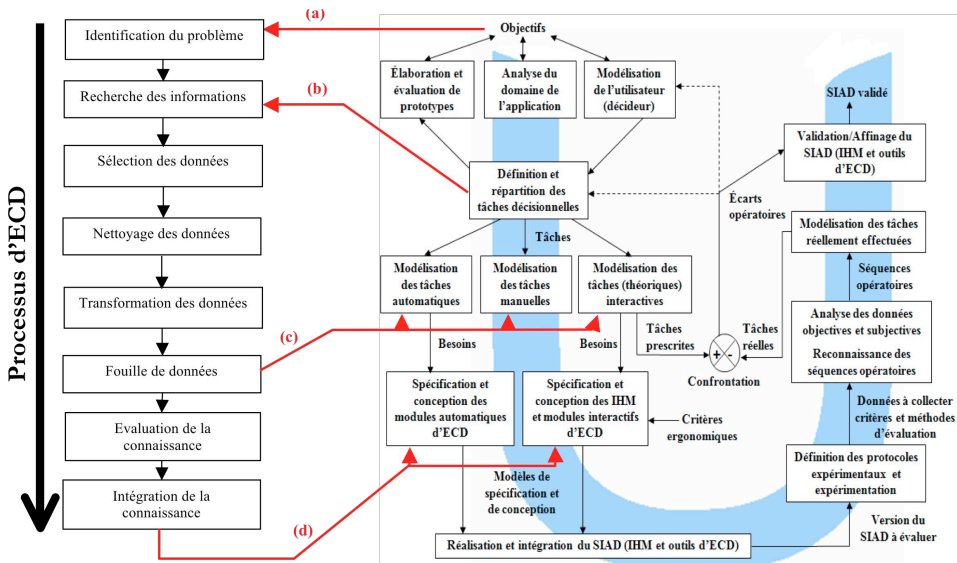 Processus d'ECD
Identification du problème
Recherche des informations
Sélection des données
Nettoyage des données
Transformation des données
Fouille de données
Evaluation de la
connaissance
Intégration de la
connaissance
(a)
(b)
(c)
(d)
Objectifs
Élaboration et
évaluation de
prototypes
Analyse du
domaine de
l'application
Modélisation
de l'utilisateur
(décideur)
Définition et
répartition des
tâches décisionnelles
Tâches
Modélisation
des tâches
automatiques
Modélisation
des tâches
manuelles
Modélisation des
tâches (théoriques)
interactives
Besoins
Besoins
Tâches
prescrites
Tâches
réelles
+
-
Confrontation
Spécification et
conception des
modules automatiques
d'ECD
Spécification et
conception des IHM
et modules interactifs
d'ECD
Critères
ergonomiques
Modèles de
spécification et
de conception
Réalisation et intégration du SIAD (IHM et outils d'ECD)
SIAD validé
Validation/Affinage du
SIAD (IHM et outils
d'ECD)
Écarts
opératoires
Modélisation des tâches
réellement effectuées
Séquences
opératoires
Analyse des données
objectives et subjectives
Reconnaissance des
séquences opératoires
Données à collecter
critères et méthodes
d'évaluation
Définition des protocoles
expérimentaux et
expérimentation
Version du
SIAD à évaluer